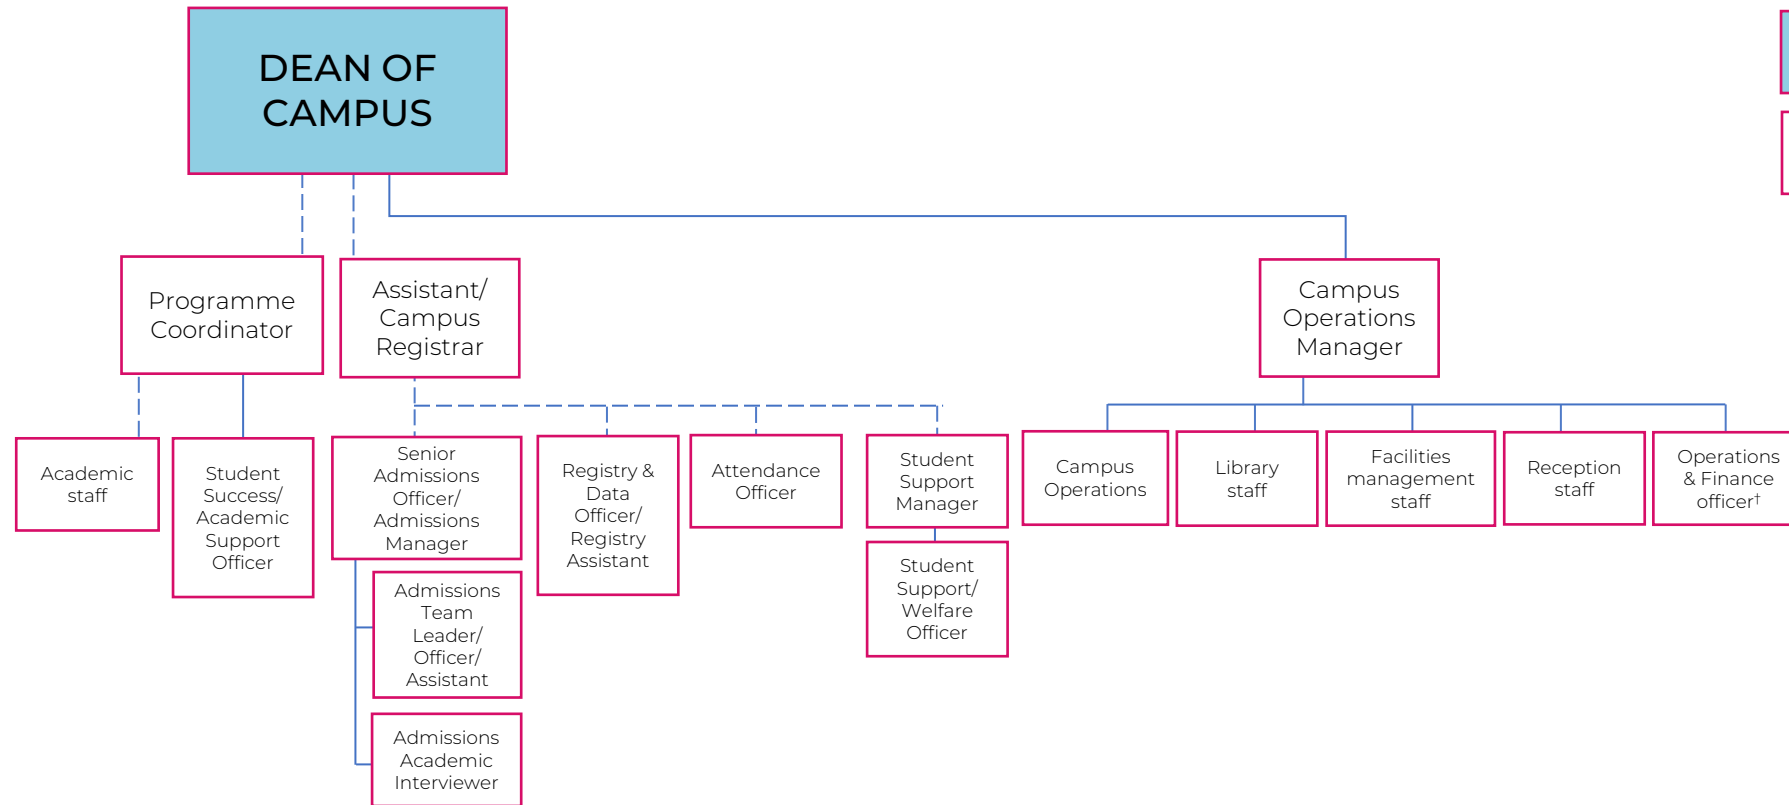 DEAN OF
CAMPUS
Programme
Coordinator
Assistant/
Campus
Registrar
Campus
Operations
Manager
Academic
staff
Student
Success/
Academic
Support
Officer
Senior
Admissions
Officer/
Admissions
Manager
Admissions
Team
Leader/
Officer/
Assistant
Admissions
Academic
Interviewer
Registry &
Data
Officer/
Registry
Assistant
Attendance
Officer
Student
Support
Manager
Student
Support/
Welfare
Officer
Campus
Operations
Library
staff
Facilities
management
staff
Reception
staff
Operations
& Finance
officer†